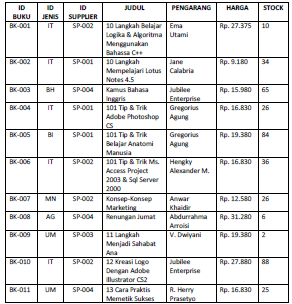 ID BUKU ID JENIS ID SUPPLIER JUDUL PENGARANG HARGA STOCK
BK-001 IT SP-002 10 Langkah Belajar Logika & Algoritma Menggunakan Bahassa C++ Ema Utami Rp. 27.375 10
BK-002 IT SP-001 10 Langkah Mempelajari Lotus Notes 4.5 Jane Calabria Rp. 9.180 34
BK-003 BH SP-004 Kamus Bahasa Inggris Jubilee Enterprise Rp. 15.980 65
BK-004 IT SP-001 101 Tip & Trik Adobe Photoshop CS Gregorius Agung Rp. 16.830 26
BK-005 BI SP-001 101 Tip & Trik Belajar Anatomi Manusia Gregorius Agung Rp. 19.380 84
BK-006 IT SP-002 101 Tip & Trik Ms. Access Project 2003 & Sql Server 2000 Hengky Alexander M. Rp. 16.830 36
BK-007 MN SP-002 Konsep-Konsep Marketing Anwar Khaidir Rp. 12.580 26
BK-008 AG SP-004 Renungan Jumat Abdurrahma Arroisi Rp. 31.280 6
BK-009 UM SP-003 11 Langkah Menjadi Sahabat Ana V. Dwiyani Rp. 19.380 2
BK-010 IT SP-002 12 Kreasi Logo Dengan Adobe Illustrator CS2 Jubilee Enterprise Rp. 27.880 88
BK-011 UM SP-004 13 Cara Praktis Memetik Sukses R. Herry Prasetyo Rp. 16.830 25